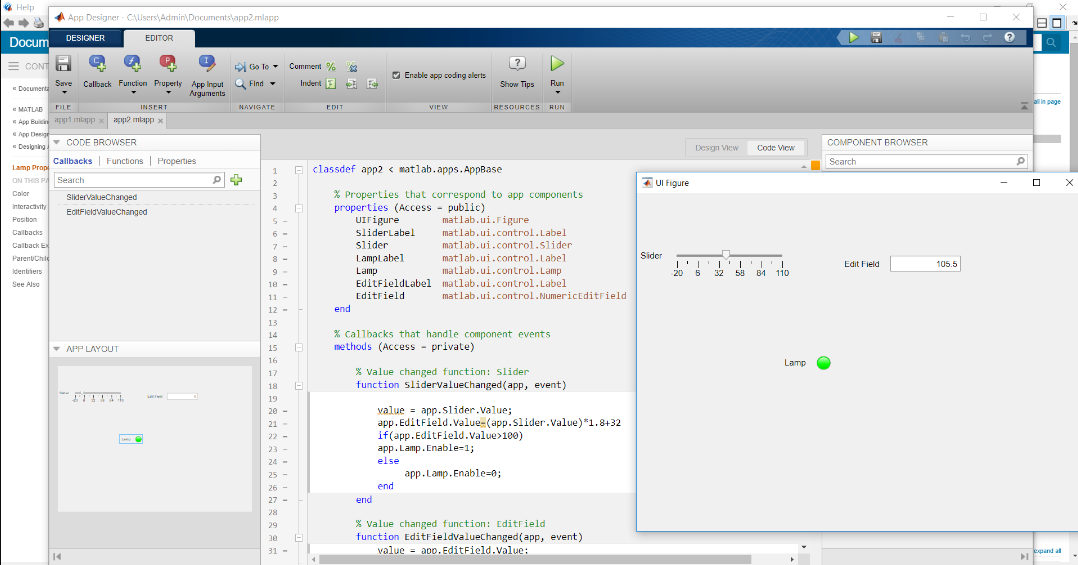 Help
App Designer - C:\Users\Admin\Documents\app2.mlapp
DESIGNER
EDITOR
Docum
CONT
Save
Callback
Function
Property
App Input
Arguments
Go To
Find
Comment
Indent
Enable app coding alerts
Show Tips
Run
FILE
INSERT
NAVIGATE
EDIT
VIEW
RESOURCES
RUN
all in page
app1.mlapp
app2.mlapp
« Documenta
« MATLAB
« App Buildin
« App Desig
« Designing
Lamp Prope
ON THIS PA
Color
Interactivity
Position
Callbacks
Callback Ex
Parent/Chil
Identifiers
See Also
CODE BROWSER
Callbacks
Functions
Properties
Search
SliderValueChanged
EditFieldValueChanged
APP LAYOUT
Design View
Code View
COMPONENT BROWSER
Search
1 classdef app2 < matlab.apps.AppBase
2
3 % Properties that correspond to app components
4 properties (Access = public)
5 UIFigure matlab.ui.Figure
6 SliderLabel matlab.ui.control.Label
7 Slider matlab.ui.control.Slider
8 LampLabel matlab.ui.control.Label
9 Lamp matlab.ui.control.Lamp
10 EditFieldLabel matlab.ui.control.Label
11 EditField matlab.ui.control.NumericEditField
12 end
13
14 % Callbacks that handle component events
15 methods (Access = private)
16
17 % Value changed function: Slider
18 function SliderValueChanged(app, event)
19
20 value = app.Slider.Value;
21 app.EditField.Value=(app.Slider.Value)*1.8+32
22 if(app.EditField.Value>100)
23 app.Lamp.Enable=1;
24 else
25 app.Lamp.Enable=0;
26 end
27 end
28
29 % Value changed function: EditField
30 function EditFieldValueChanged(app, event)
31 value = app.EditField.Value;
UI Figure
Slider
-20 6 32 58 84 110
Edit Field
105.5
Lamp
expand all